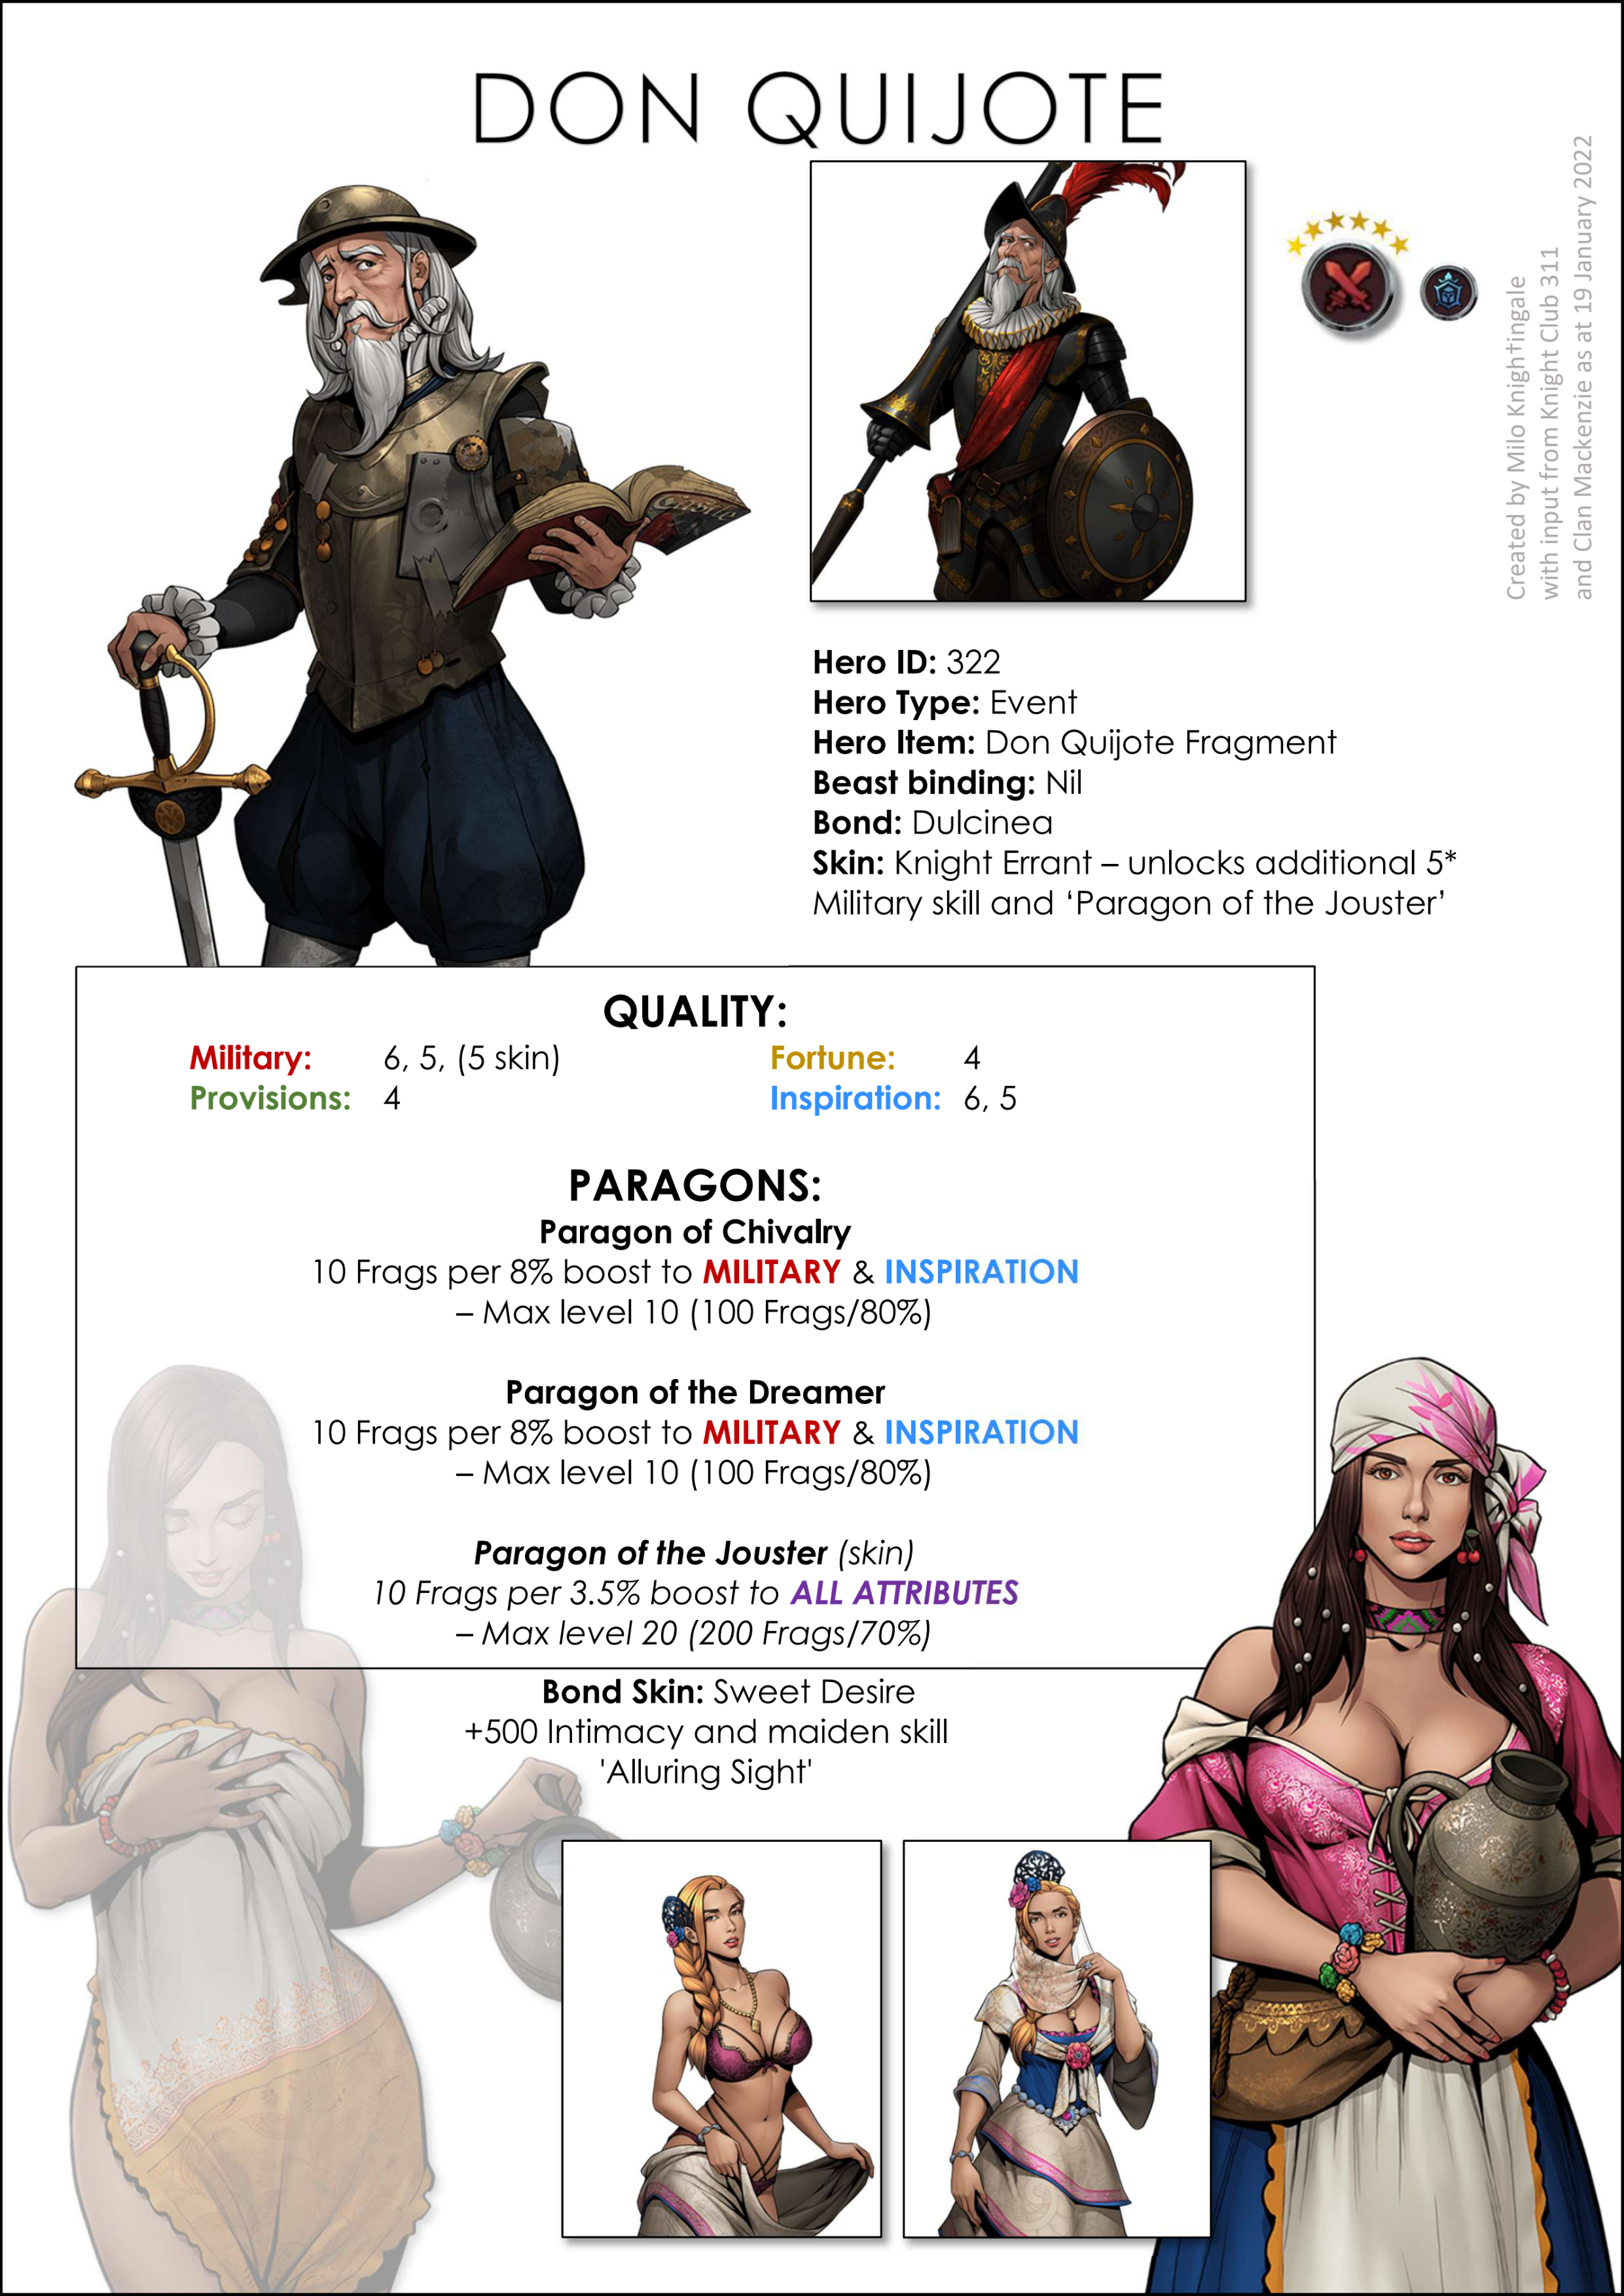 DON QUIJOTE
Created by Milo Knigh†ingale
with input from Knight Club 311
and Clan Mackenzie as at 19 January 2022
Hero ID: 322
Hero Type: Event
Hero Item: Don Quijote Fragment
Beast binding: Nil
Bond: Dulcinea
Skin: Knight Errant – unlocks additional 5*
Military skill and ‘Paragon of the Jouster’
QUALITY:
Military: 6, 5, (5 skin) Fortune: 4
Provisions: 4 Inspiration: 6, 5
PARAGONS:
Paragon of Chivalry
10 Frags per 8% boost to MILITARY & INSPIRATION
– Max level 10 (100 Frags/80%)
Paragon of the Dreamer
10 Frags per 8% boost to MILITARY & INSPIRATION
– Max level 10 (100 Frags/80%)
Paragon of the Jouster (skin)
10 Frags per 3.5% boost to ALL ATTRIBUTES
– Max level 20 (200 Frags/70%)
Bond Skin: Sweet Desire
+500 Intimacy and maiden skill
'Alluring Sight'